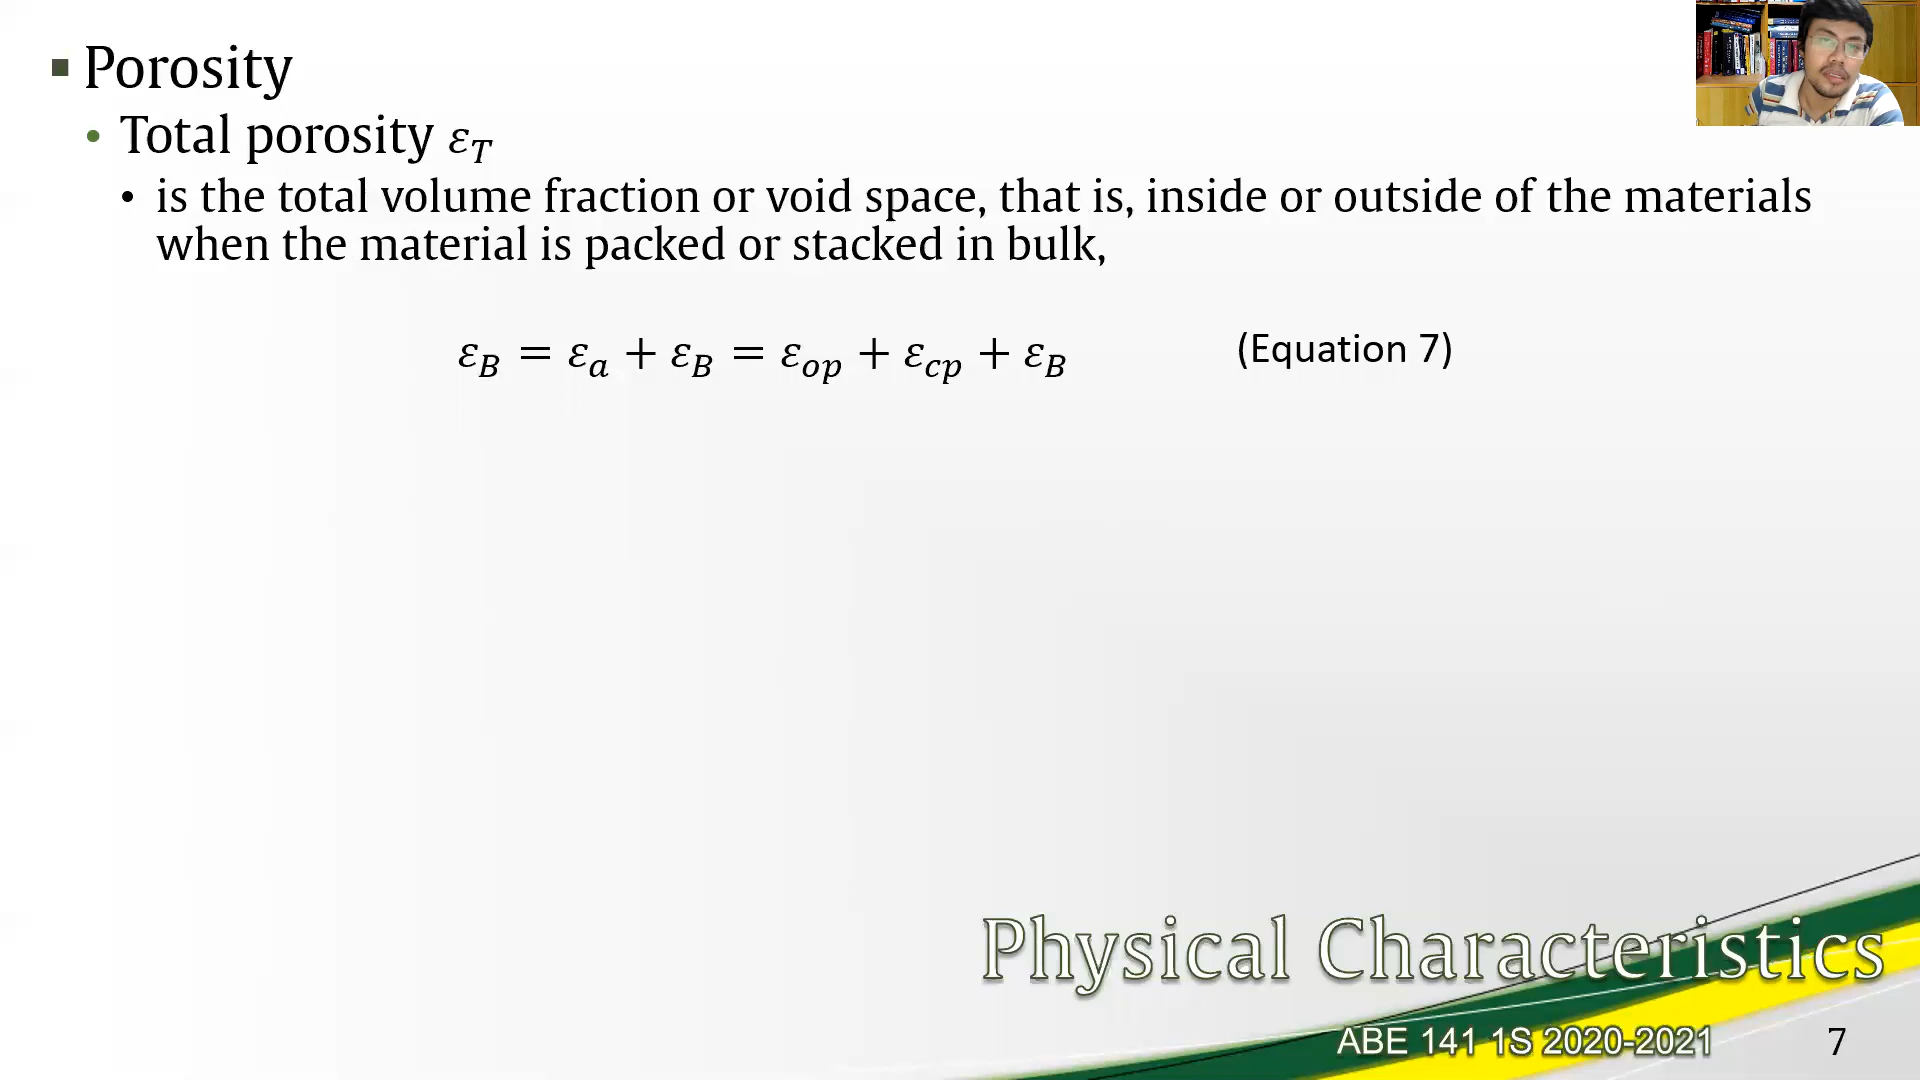 Porosity
Total porosity ε_T
is the total volume fraction or void space, that is, inside or outside of the materials
when the material is packed or stacked in bulk,
ε_B = ε_a + ε_B = ε_op + ε_cp + ε_B (Equation 7)
Physical Characteristics
ABE 141 1S 2020-2021 7